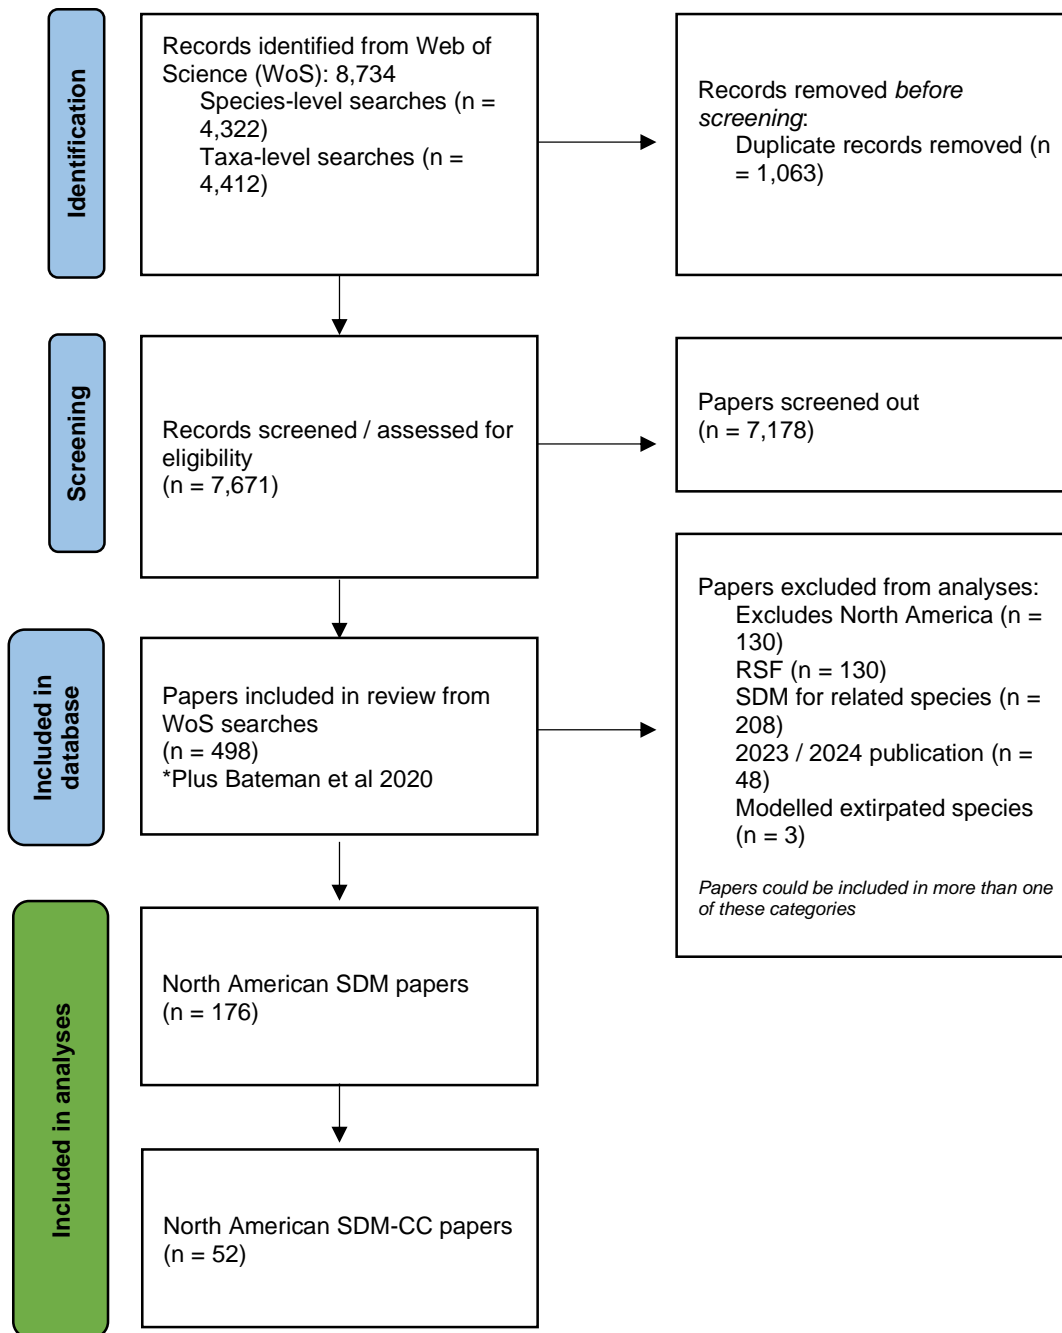 Identification
Records identified from Web of
Science (WoS): 8,734
Species-level searches (n =
4,322)
Taxa-level searches (n =
4,412)
Records removed before
screening:
Duplicate records removed (n
= 1,063)
Screening
Records screened / assessed for
eligibility
(n = 7,671)
Papers screened out
(n = 7,178)
Included in
database
Papers included in review from
WoS searches
(n = 498)
*Plus Bateman et al 2020
Papers excluded from analyses:
Excludes North America (n =
130)
RSF (n = 130)
SDM for related species (n =
208)
2023 / 2024 publication (n =
48)
Modelled extirpated species
(n = 3)
Papers could be included in more than one
of these categories
Included in analyses
North American SDM papers
(n = 176)
North American SDM-CC papers
(n = 52)